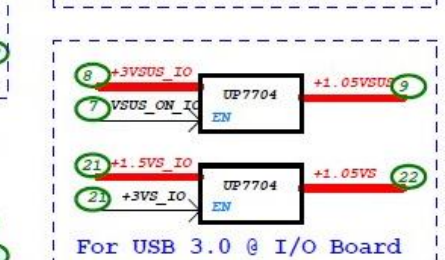 8 +3VSUS_IO
7 VSUS_ON_IO
UP7704
EN
+1.05VSUS 9
21 +1.5VS_IO
21 +3VS_IO
UP7704
EN
+1.05VS 22
For USB 3.0 @ I/O Board